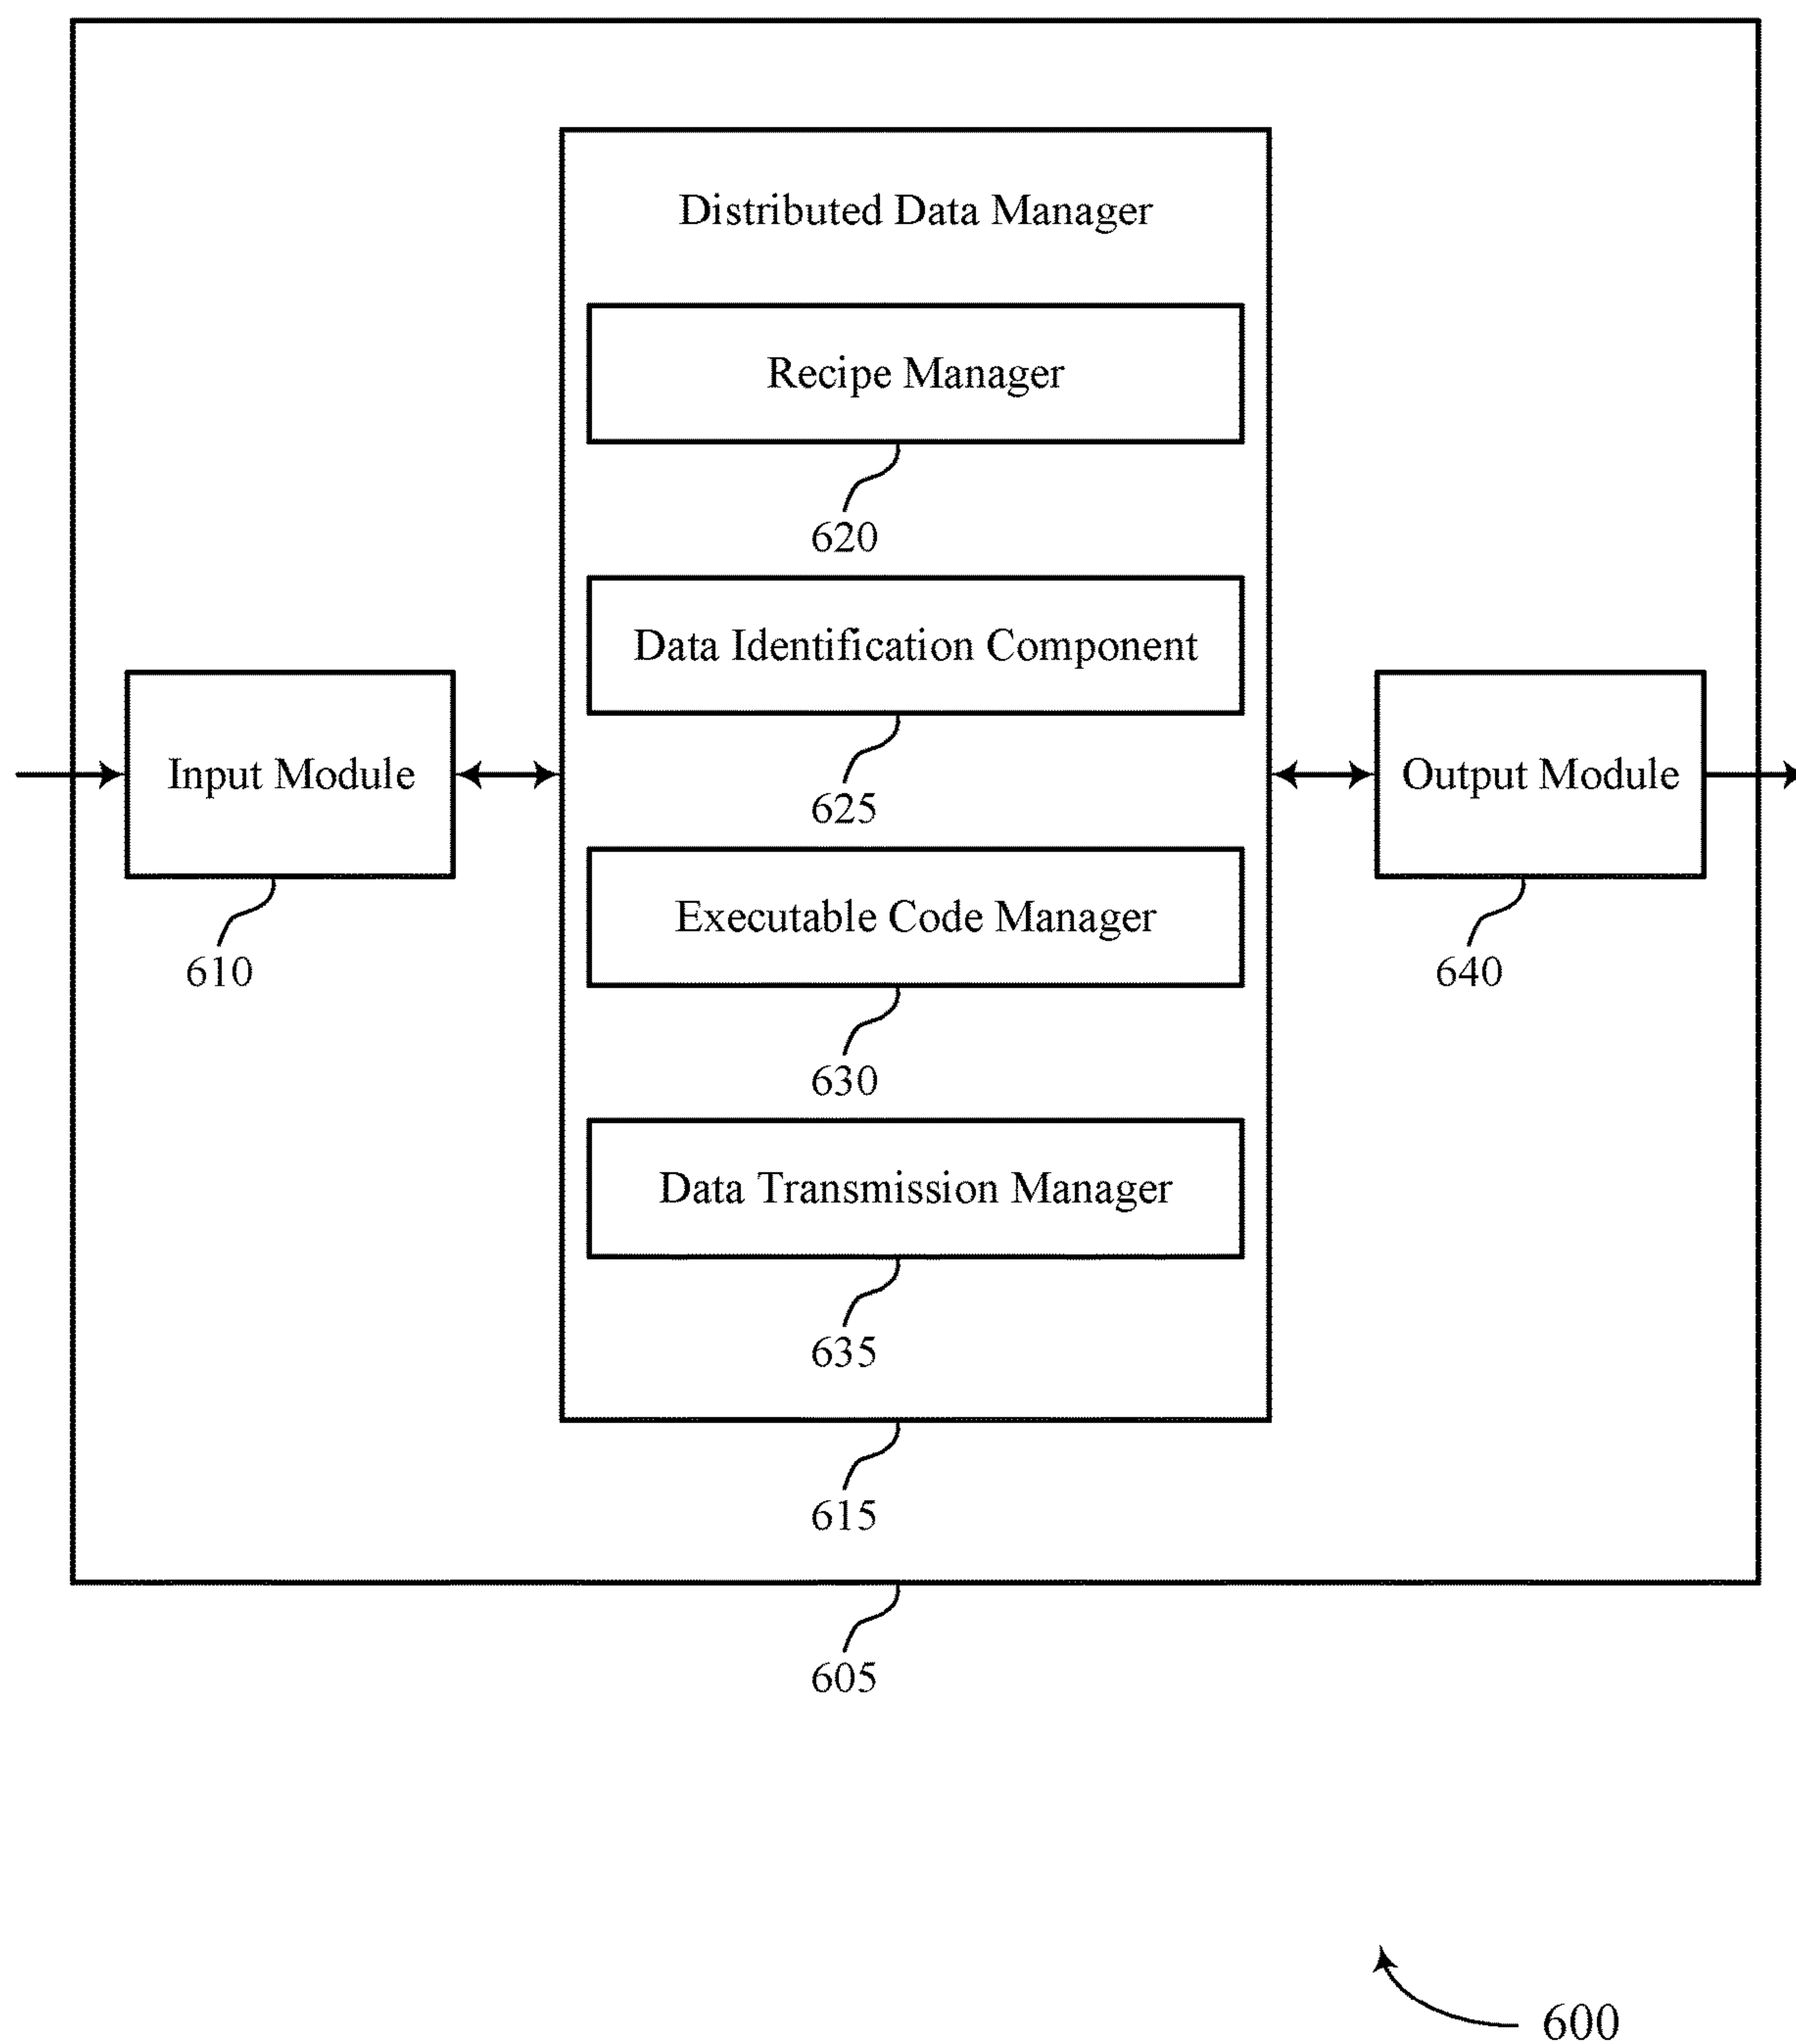 Distributed Data Manager
Recipe Manager
620
Data Identification Component
625
Input Module
610
Output Module
640
Executable Code Manager
630
Data Transmission Manager
635
615
605
600